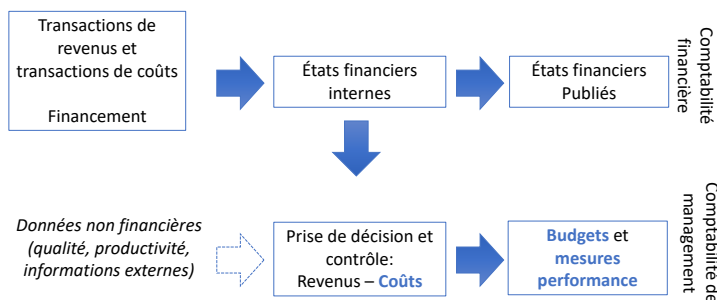 Transactions de
revenus et
transactions de coûts
Financement
États financiers
internes
États financiers
Publiés
Comptabilité
financière
Données non financières
(qualité, productivité,
informations externes)
Prise de décision et
contrôle:
Revenus – Coûts
Budgets et
mesures
performance
Comptabilité de
management